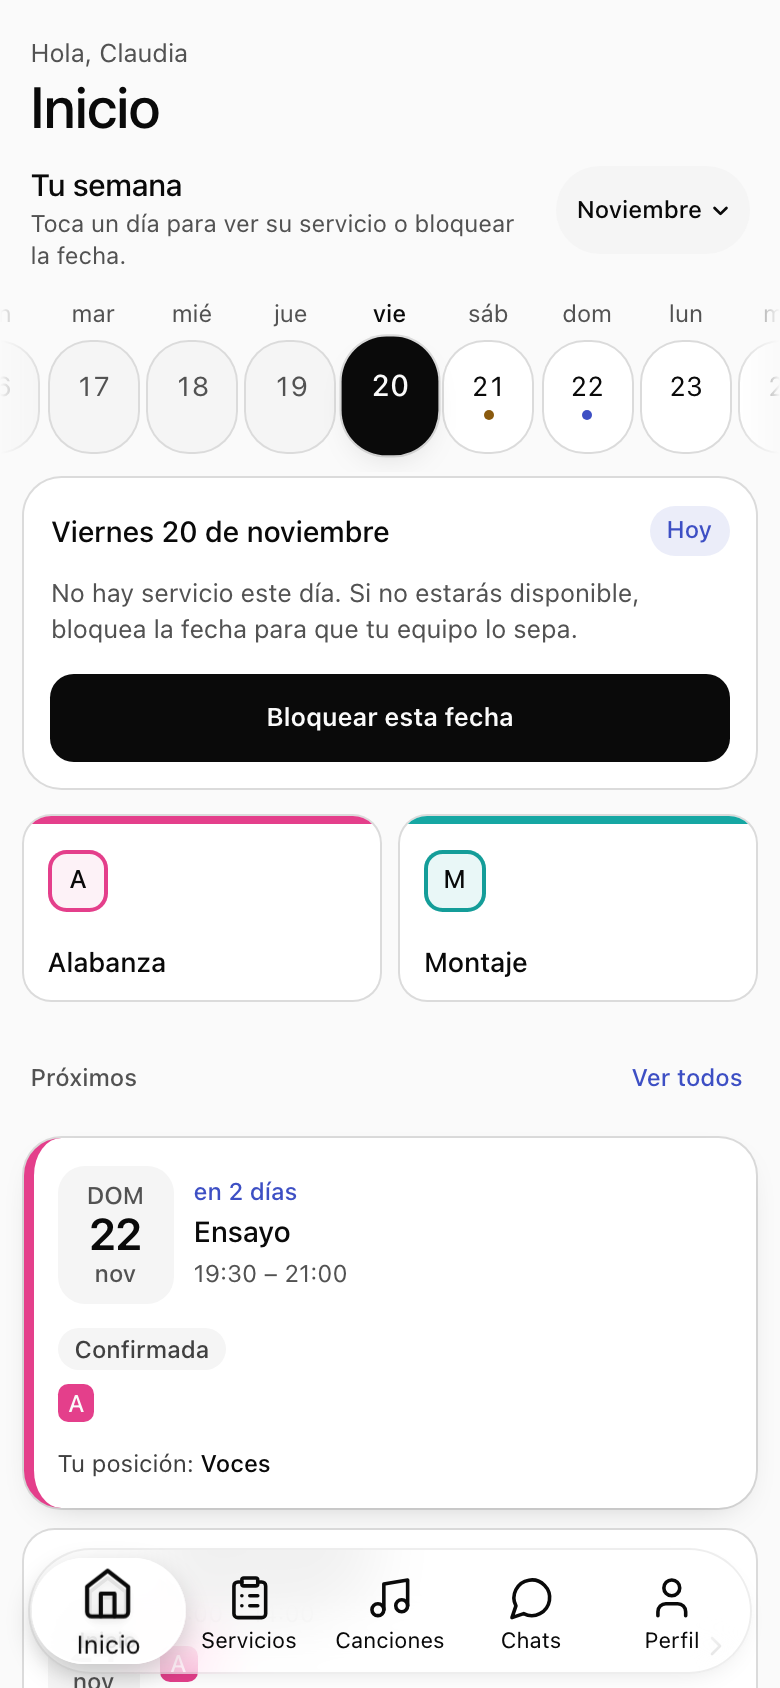 Hola, Claudia
Inicio
Tu semana
Toca un día para ver su servicio o bloquear
la fecha.
Noviembre
mar mié jue vie sáb dom lun
17 18 19 20 21 22 23
Viernes 20 de noviembre
Hoy
No hay servicio este día. Si no estarás disponible,
bloquea la fecha para que tu equipo lo sepa.
Bloquear esta fecha
A
Alabanza
M
Montaje
Próximos
Ver todos
DOM
22
nov
en 2 días
Ensayo
19:30 – 21:00
Confirmada
A
Tu posición: Voces
Inicio
Servicios
Canciones
Chats
Perfil
A
nov